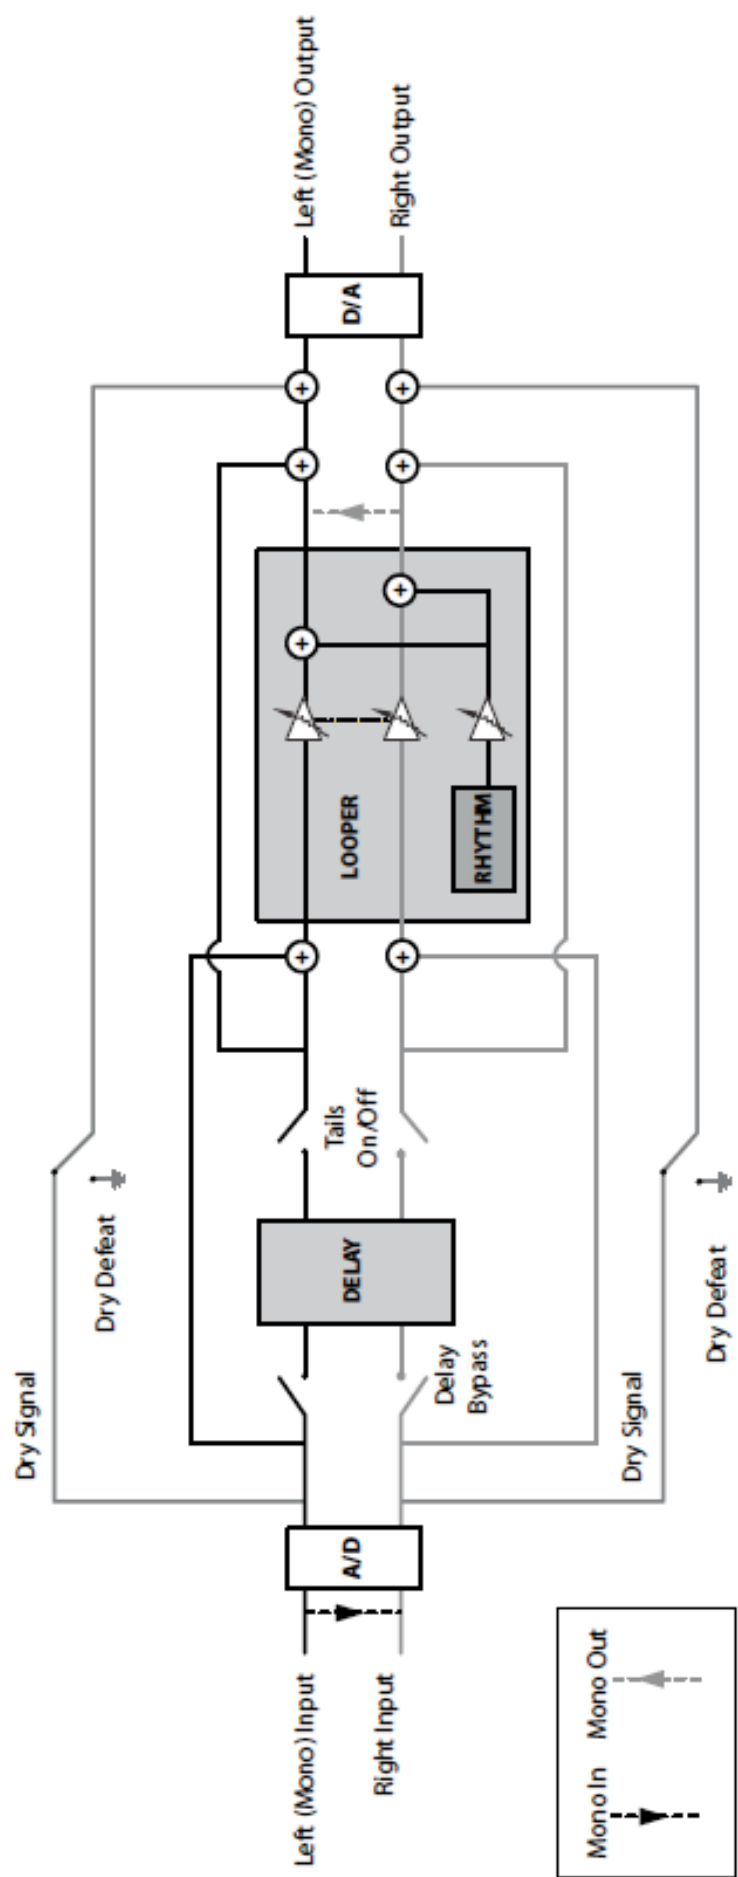 Dry Signal
Dry Defeat
Left (Mono) Input
Right Input
A/D
Delay
Bypass
DELAY
Tails
On/Off
LOOPER
RHYTHM
D/A
Left (Mono) Output
Right Output
Dry Signal
Dry Defeat
Mono In
Mono Out